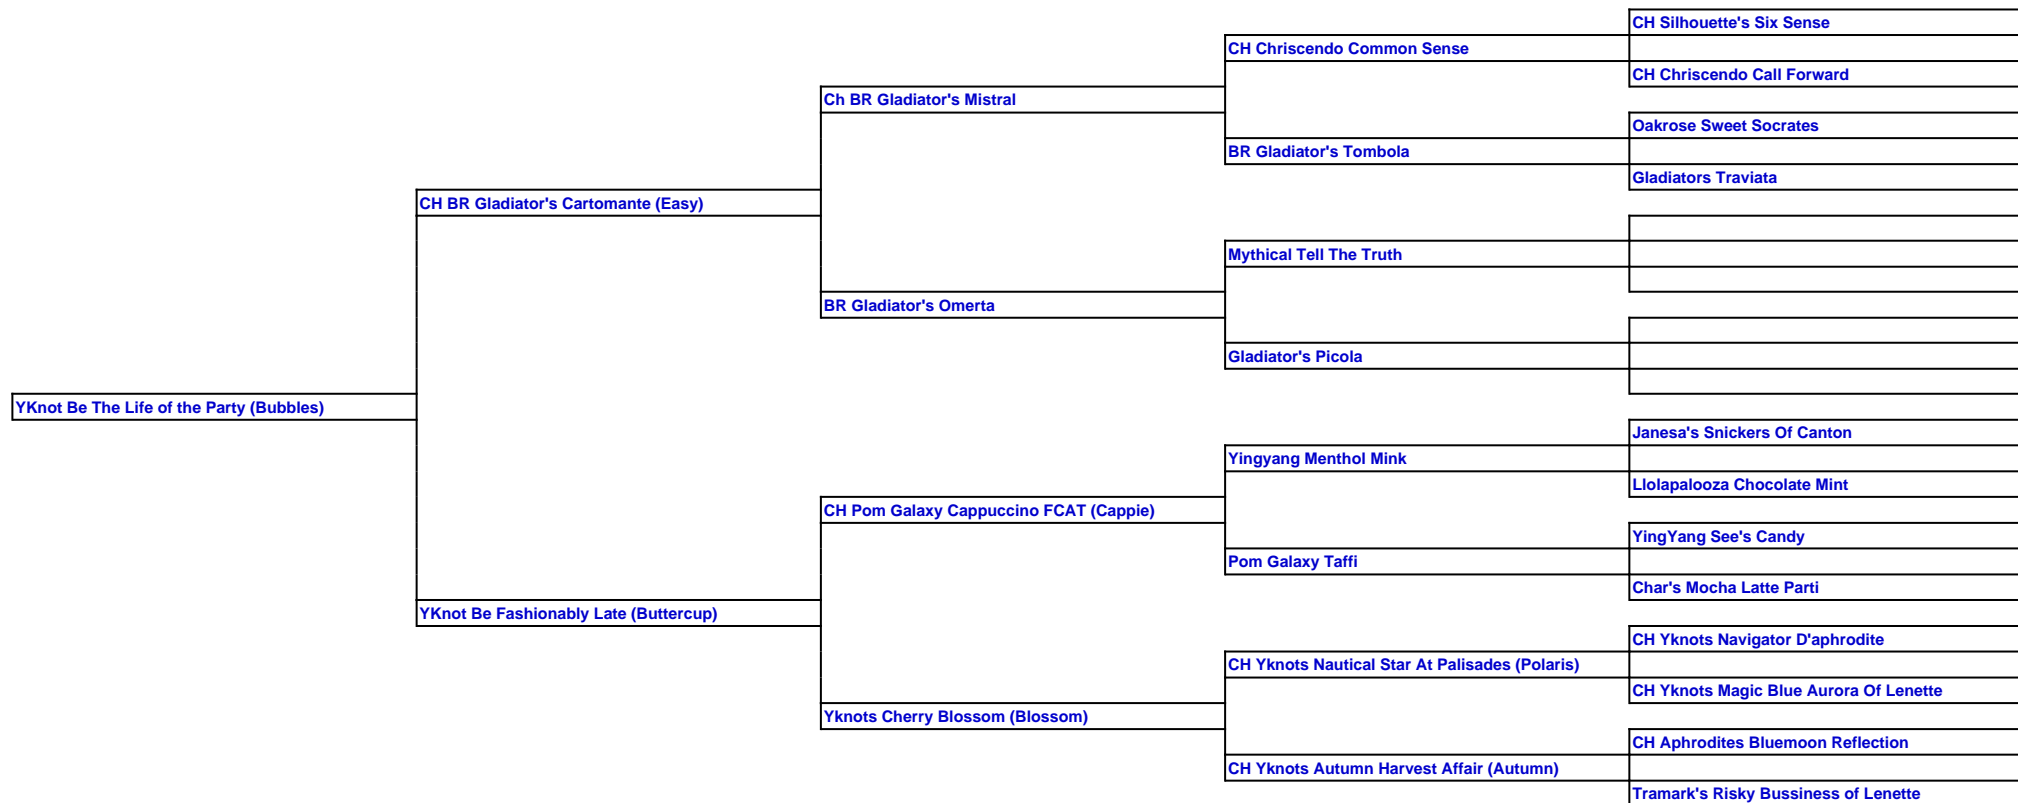 CH Silhouette's Six Sense
CH Chriscendo Common Sense
CH Chriscendo Call Forward
Ch BR Gladiator's Mistral
Oakrose Sweet Socrates
BR Gladiator's Tombola
Gladiators Traviata
CH BR Gladiator's Cartomante (Easy)
Mythical Tell The Truth
BR Gladiator's Omerta
Gladiator's Picola
YKnot Be The Life of the Party (Bubbles)
Janesa's Snickers Of Canton
Yingyang Menthol Mink
Llolapalooza Chocolate Mint
CH Pom Galaxy Cappuccino FCAT (Cappie)
YingYang See's Candy
Pom Galaxy Taffi
Char's Mocha Latte Parti
YKnot Be Fashionably Late (Buttercup)
CH Yknots Navigator D'aphrodite
CH Yknots Nautical Star At Palisades (Polaris)
CH Yknots Magic Blue Aurora Of Lenette
Yknots Cherry Blossom (Blossom)
CH Aphrodites Bluemoon Reflection
CH Yknots Autumn Harvest Affair (Autumn)
Tramark's Risky Bussiness of Lenette